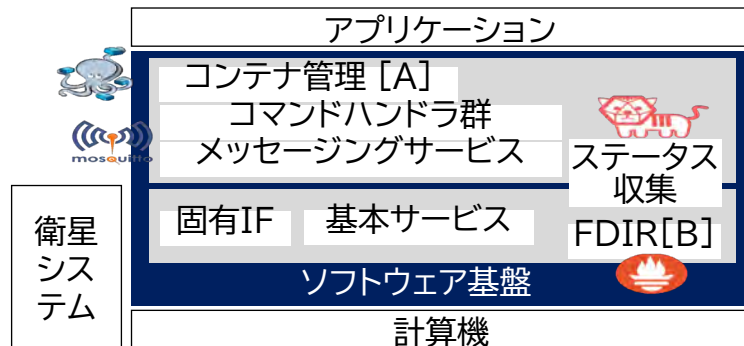 アプリケーション
コンテナ管理 [A]
コマンドハンドラ群
mosquitto
メッセージングサービス
ステータス
収集
衛星
シス
テム
固有IF
基本サービス
FDIR[B]
ソフトウェア基盤
計算機